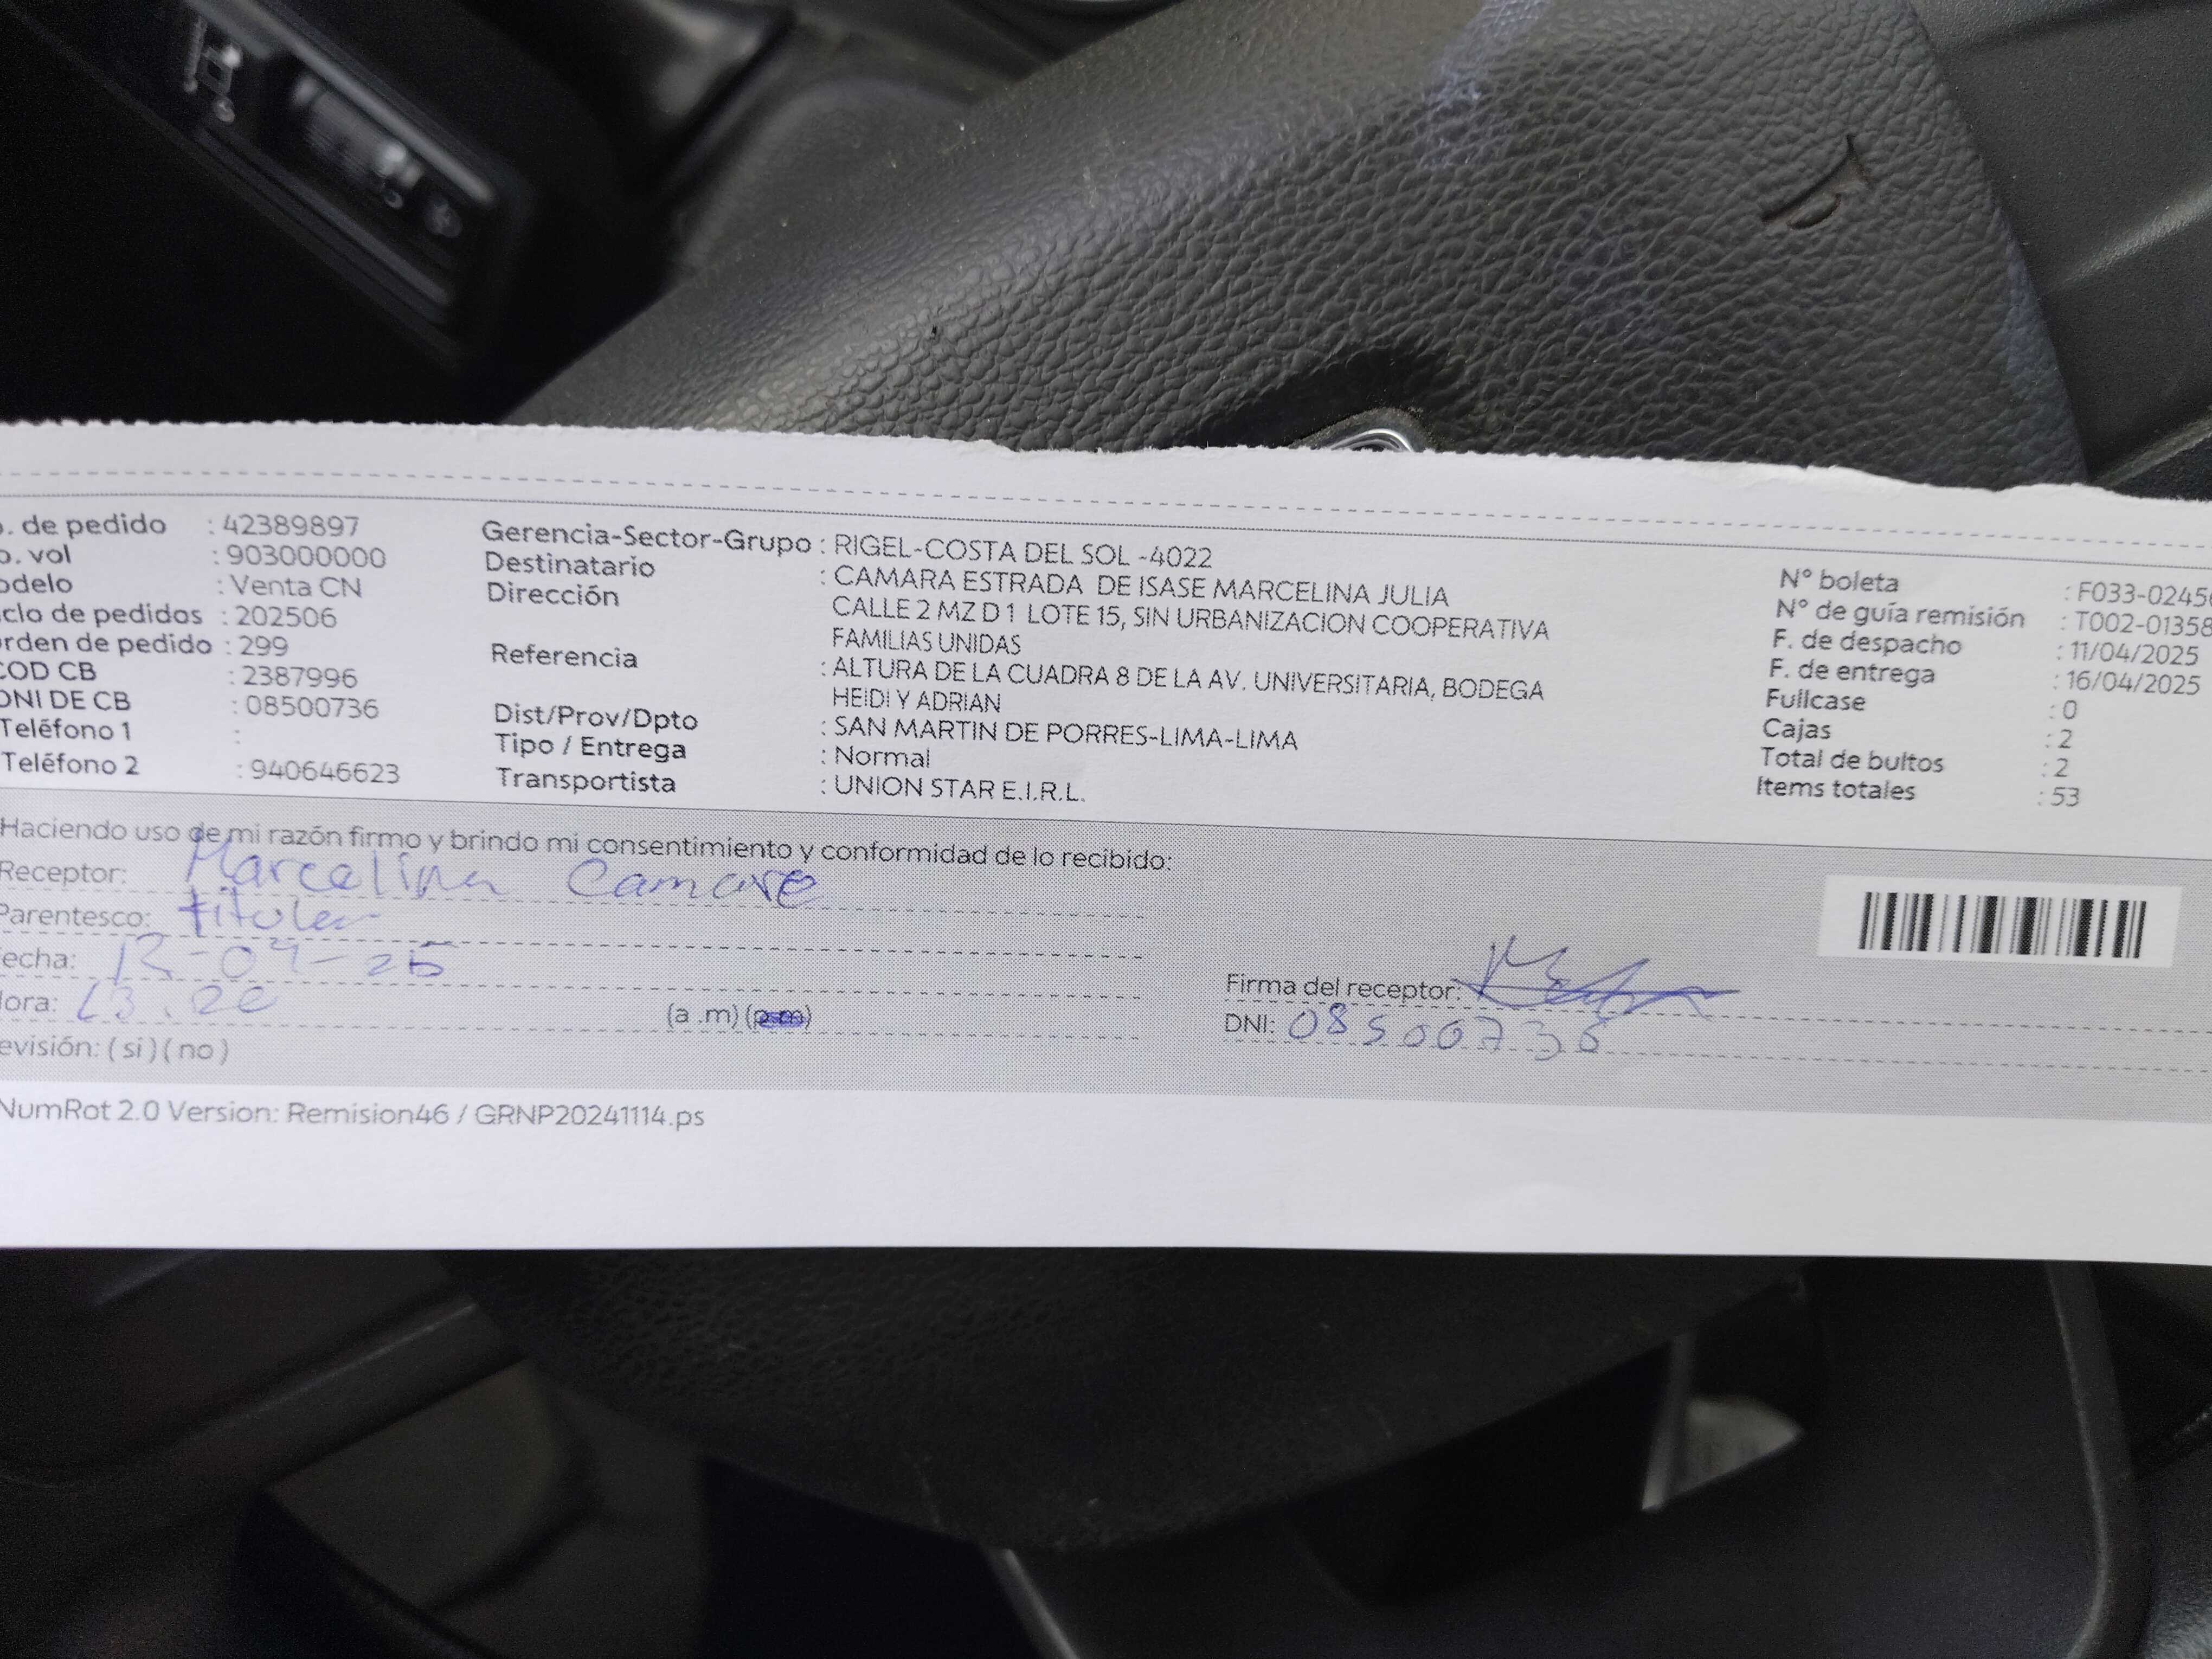 . de pedido : 42389897
o. vol : 903000000
odelo : Venta CN
clo de pedidos : 202506
rden de pedido : 299
COD CB : 2387996
DNI DE CB : 08500736
Teléfono 1 :
Teléfono 2 : 940646623
Gerencia-Sector-Grupo : RIGEL-COSTA DEL SOL -4022
Destinatario : CAMARA ESTRADA DE ISASE MARCELINA JULIA
Dirección CALLE 2 MZ D 1 LOTE 15, SIN URBANIZACION COOPERATIVA
FAMILIAS UNIDAS
Referencia : ALTURA DE LA CUADRA 8 DE LA AV. UNIVERSITARIA, BODEGA
HEIDI Y ADRIAN
Dist/Prov/Dpto : SAN MARTIN DE PORRES-LIMA-LIMA
Tipo / Entrega : Normal
Transportista : UNION STAR E.I.R.L.
N° boleta : F033-0245
N° de guía remisión : T002-01358
F. de despacho : 11/04/2025
F. de entrega : 16/04/2025
Fullcase : 0
Cajas : 2
Total de bultos : 2
Items totales : 53
Haciendo uso de mi razón firmo y brindo mi consentimiento y conformidad de lo recibido:
Receptor: Marcelina Camare
Parentesco: titular
echa: 13-04-25
Hora: 13.20 (a .m) (p.m)
evisión: ( si ) ( no )
Firma del receptor:
DNI: 08500736
NumRot 2.0 Version: Remision46 / GRNP20241114.ps